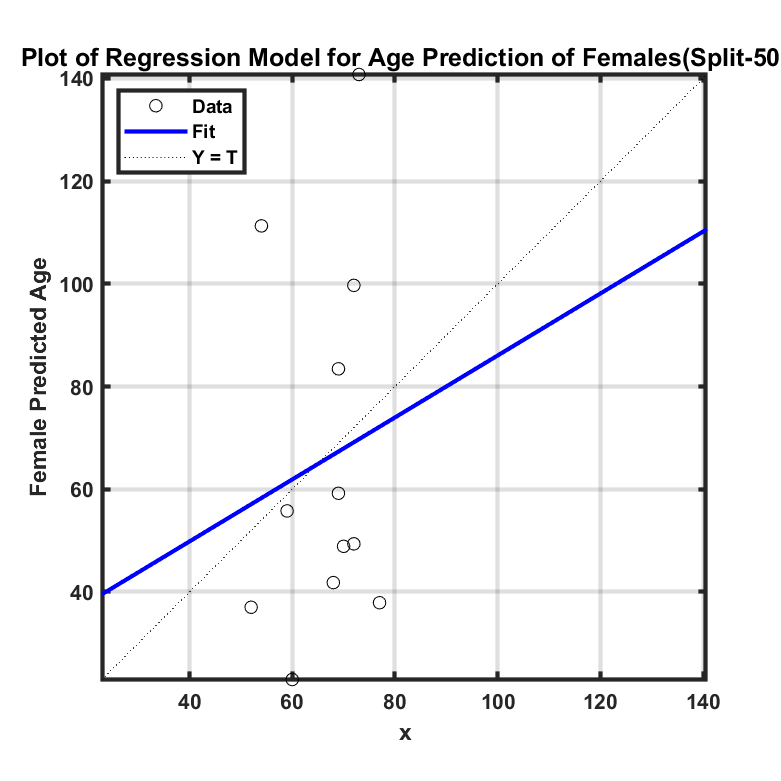 Plot of Regression Model for Age Prediction of Females(Split-50
Data
Fit
Y = T
140
120
100
80
60
40
Female Predicted Age
40 60 80 100 120 140
x